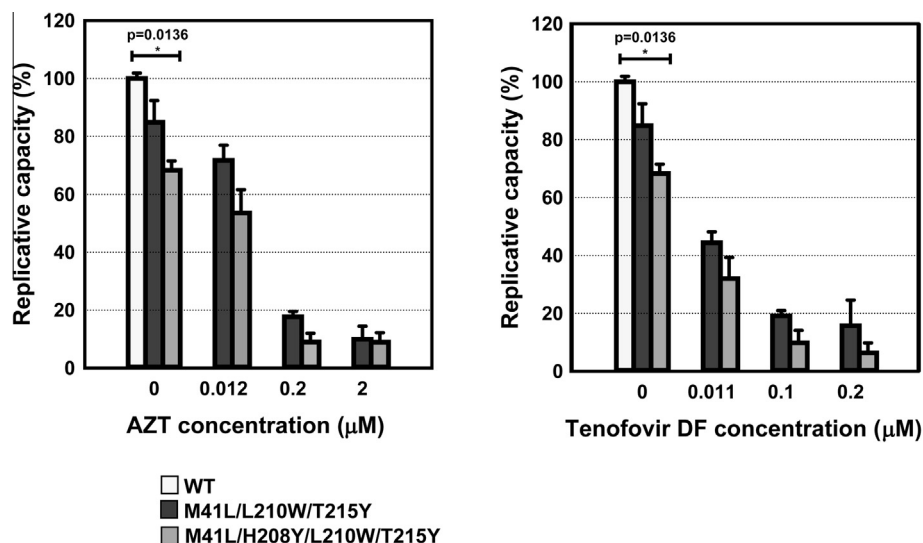 120
p=0.0136
*
100
80
60
40
20
0
Replicative capacity (%)
0 0.012 0.2 2
AZT concentration (μM)
120
p=0.0136
*
100
80
60
40
20
0
Replicative capacity (%)
0 0.011 0.1 0.2
Tenofovir DF concentration (μM)
WT
M41L/L210W/T215Y
M41L/H208Y/L210W/T215Y